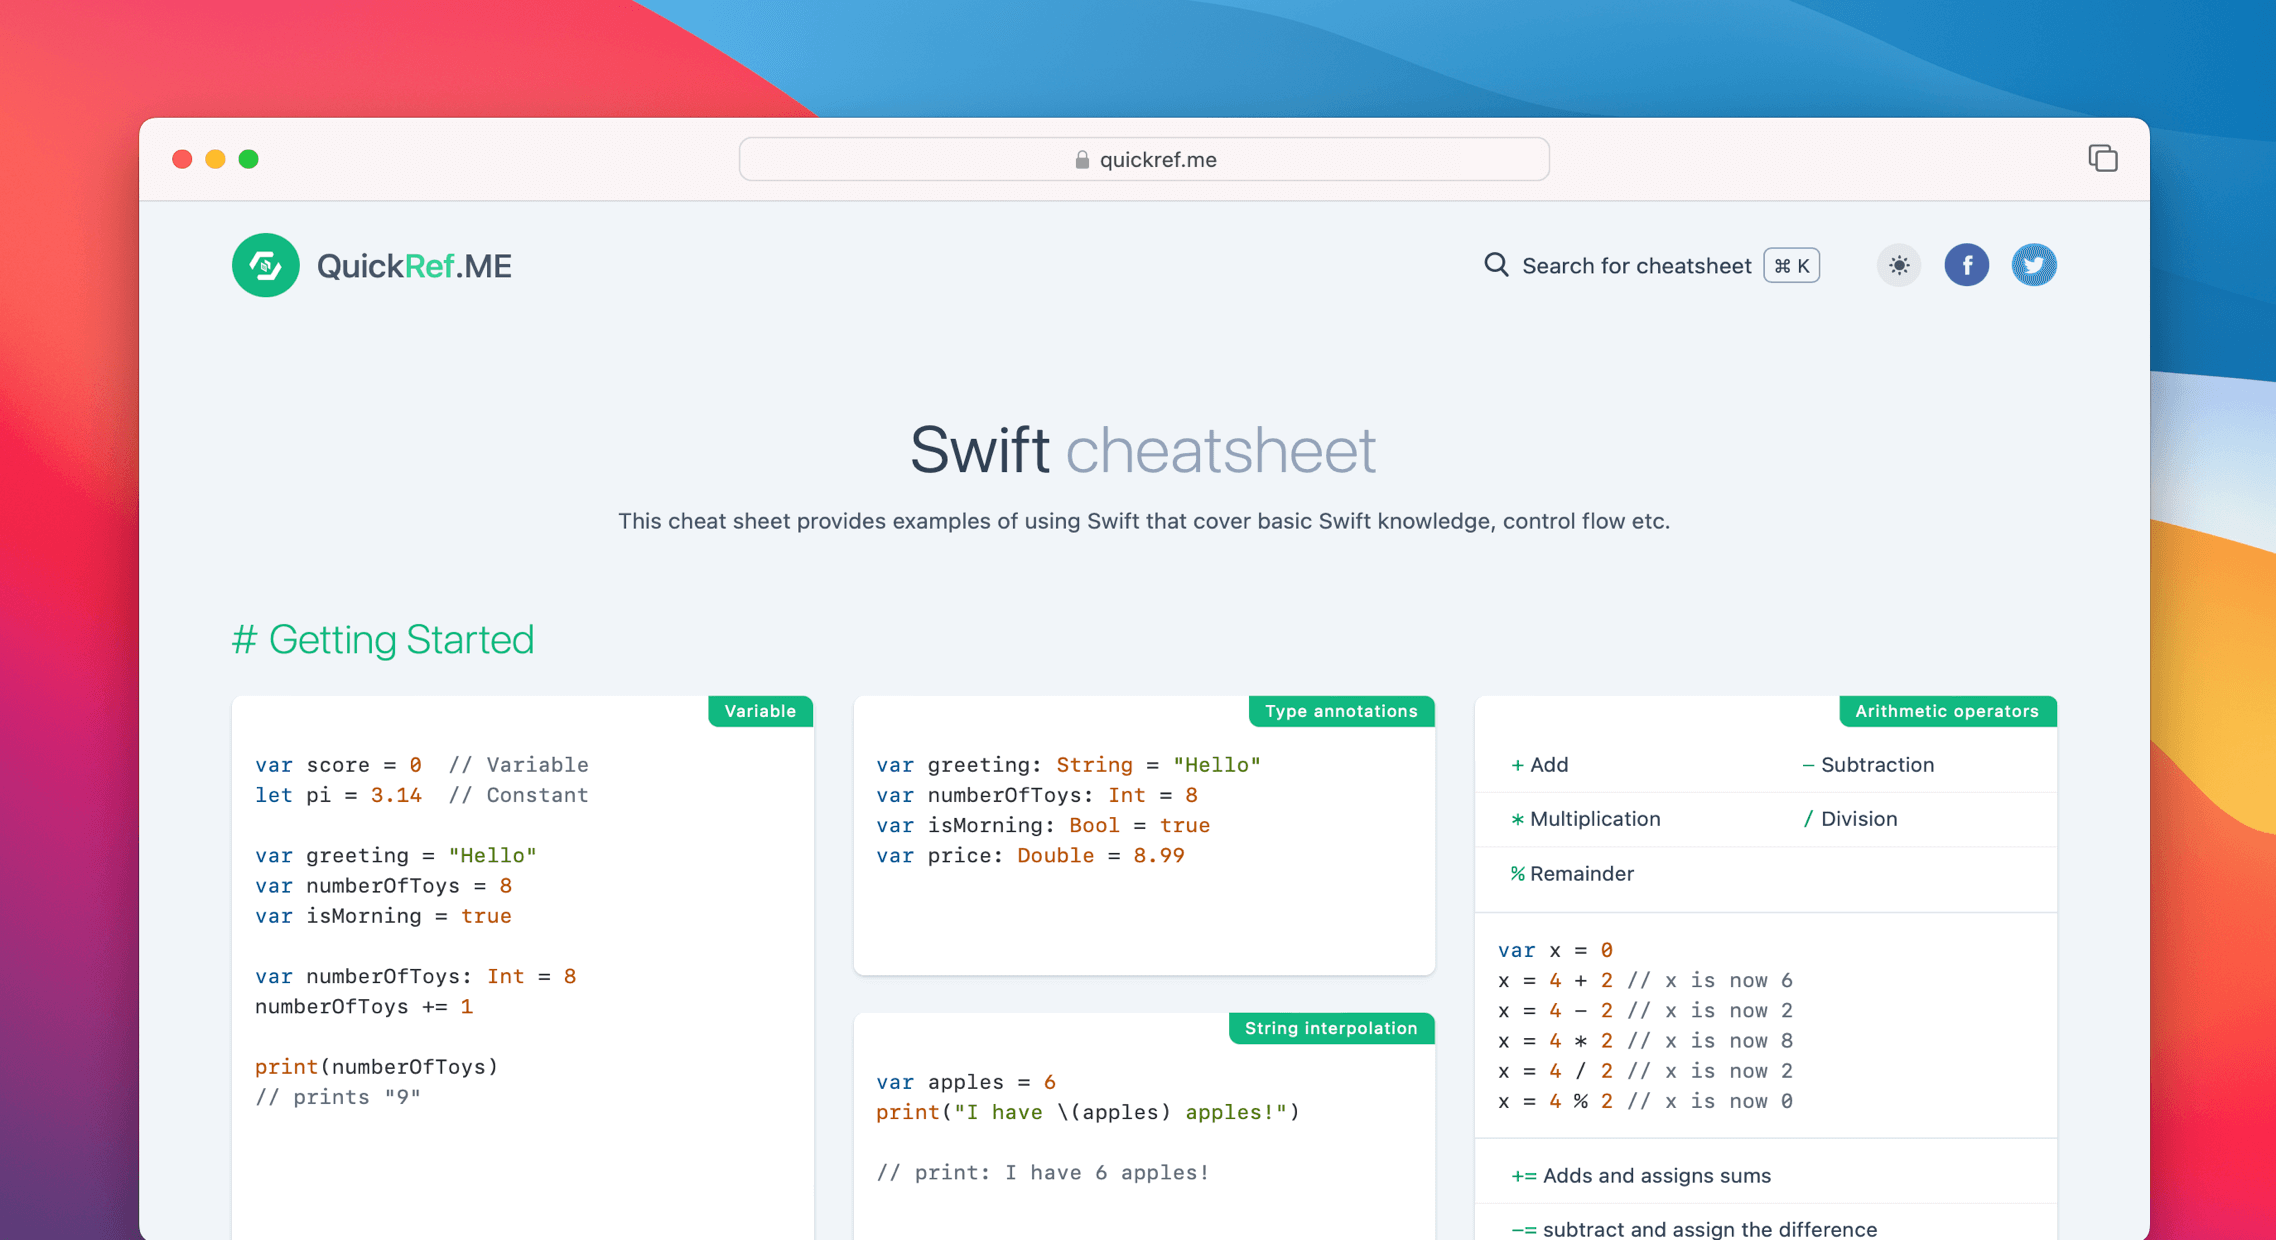 quickref.me
QuickRef.ME
Search for cheatsheet ⌘ K
f
Swift cheatsheet
This cheat sheet provides examples of using Swift that cover basic Swift knowledge, control flow etc.
# Getting Started
Variable
var score = 0  // Variable
let pi = 3.14  // Constant
var greeting = "Hello"
var numberOfToys = 8
var isMorning = true
var numberOfToys: Int = 8
numberOfToys += 1
print(numberOfToys)
// prints "9"
Type annotations
var greeting: String = "Hello"
var numberOfToys: Int = 8
var isMorning: Bool = true
var price: Double = 8.99
String interpolation
var apples = 6
print("I have \(apples) apples!")
// print: I have 6 apples!
Arithmetic operators
+ Add
– Subtraction
* Multiplication
/ Division
% Remainder
var x = 0
x = 4 + 2 // x is now 6
x = 4 - 2 // x is now 2
x = 4 * 2 // x is now 8
x = 4 / 2 // x is now 2
x = 4 % 2 // x is now 0
+= Adds and assigns sums
-= subtract and assign the difference